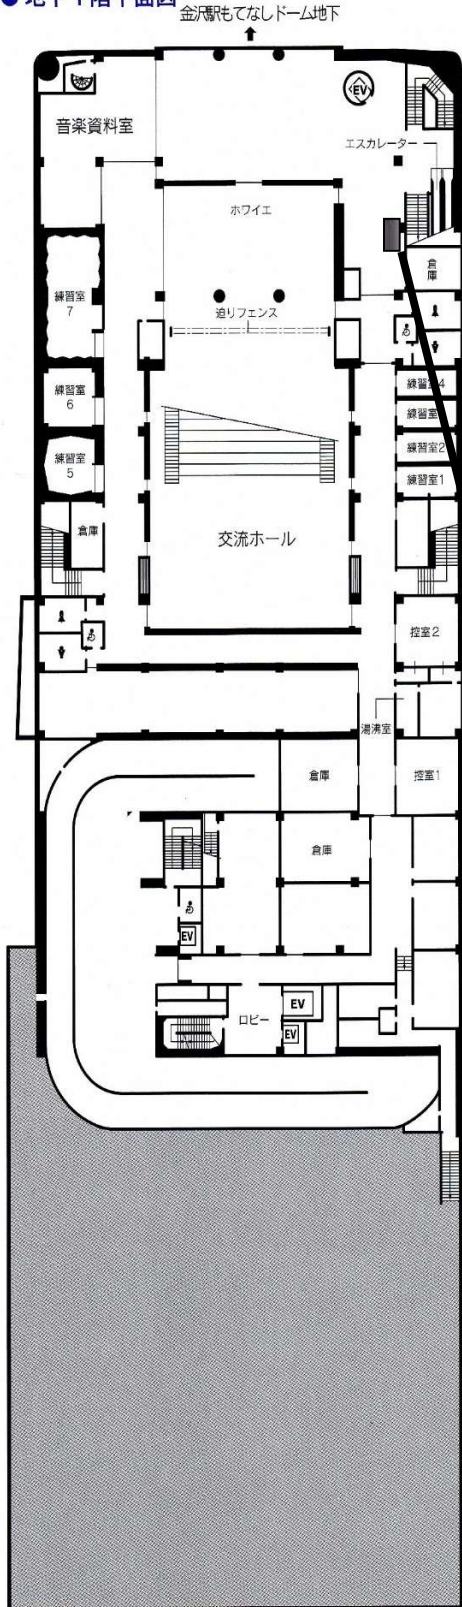 ● 地下1階平面図
金沢駅もてなしドーム地下
EV
音楽資料室
エスカレーター
ホワイエ
倉庫
練習室
7
迫りフェンス
練習室4
練習室
6
練習室
練習室2
練習室
5
練習室1
倉庫
交流ホール
控室2
湯沸室
倉庫
控室1
倉庫
EV
EV
ロビー
EV